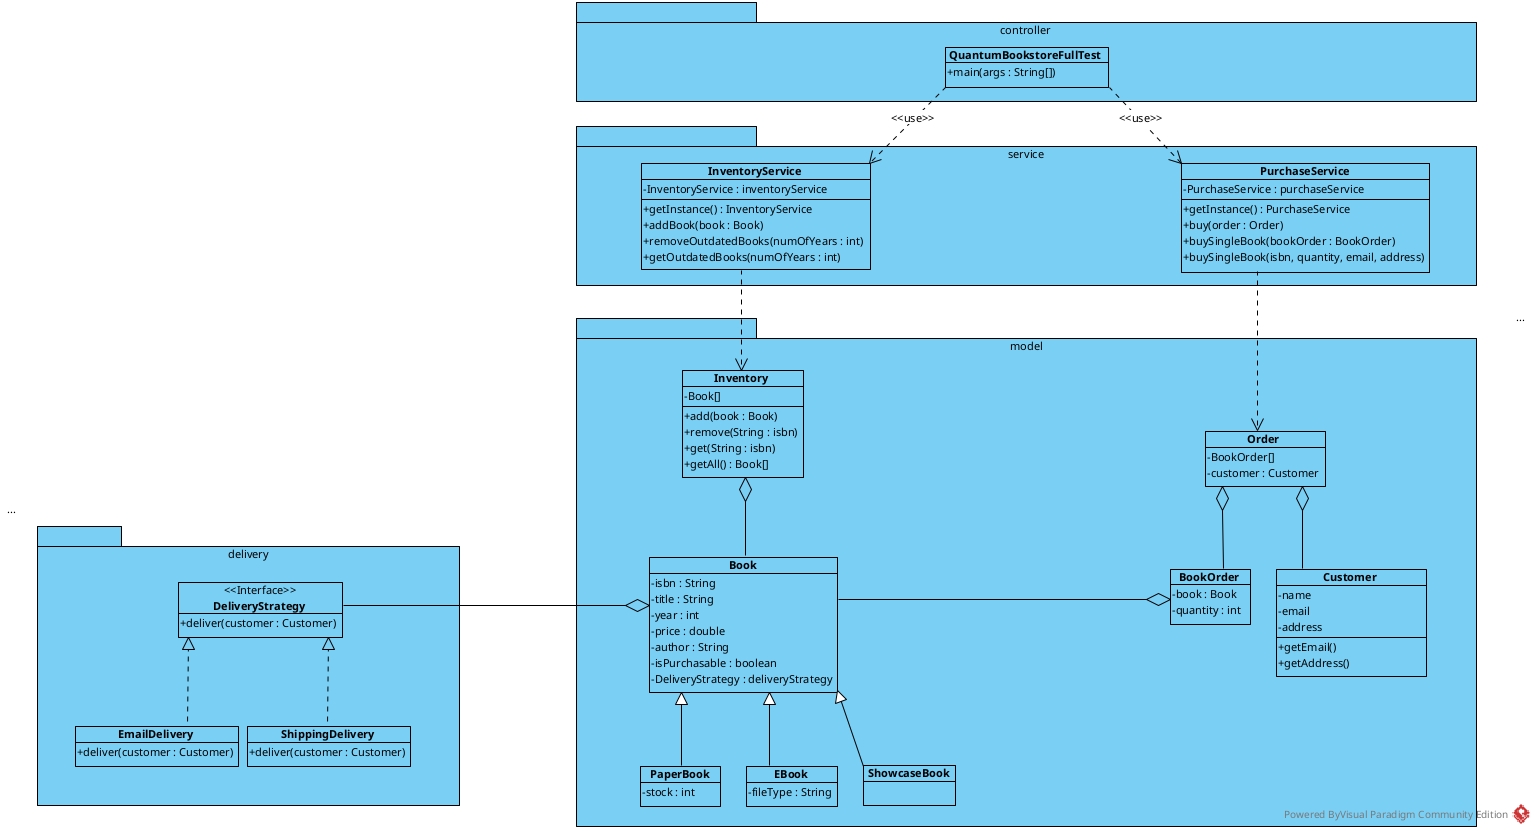 controller
QuantumBookstoreFullTest
+main(args : String[])
<<use>>
<<use>>
service
InventoryService
-InventoryService : inventoryService
+getInstance() : InventoryService
+addBook(book : Book)
+removeOutdatedBooks(numOfYears : int)
+getOutdatedBooks(numOfYears : int)
PurchaseService
-PurchaseService : purchaseService
+getInstance() : PurchaseService
+buy(order : Order)
+buySingleBook(bookOrder : BookOrder)
+buySingleBook(isbn, quantity, email, address)
...
model
Inventory
-Book[]
+add(book : Book)
+remove(String : isbn)
+get(String : isbn)
+getAll() : Book[]
Order
-BookOrder[]
-customer : Customer
...
delivery
<<Interface>>
DeliveryStrategy
+deliver(customer : Customer)
EmailDelivery
+deliver(customer : Customer)
ShippingDelivery
+deliver(customer : Customer)
Book
-isbn : String
-title : String
-year : int
-price : double
-author : String
-isPurchasable : boolean
-DeliveryStrategy : deliveryStrategy
BookOrder
-book : Book
-quantity : int
Customer
-name
-email
-address
+getEmail()
+getAddress()
PaperBook
-stock : int
EBook
-fileType : String
ShowcaseBook
Powered ByVisual Paradigm Community Edition